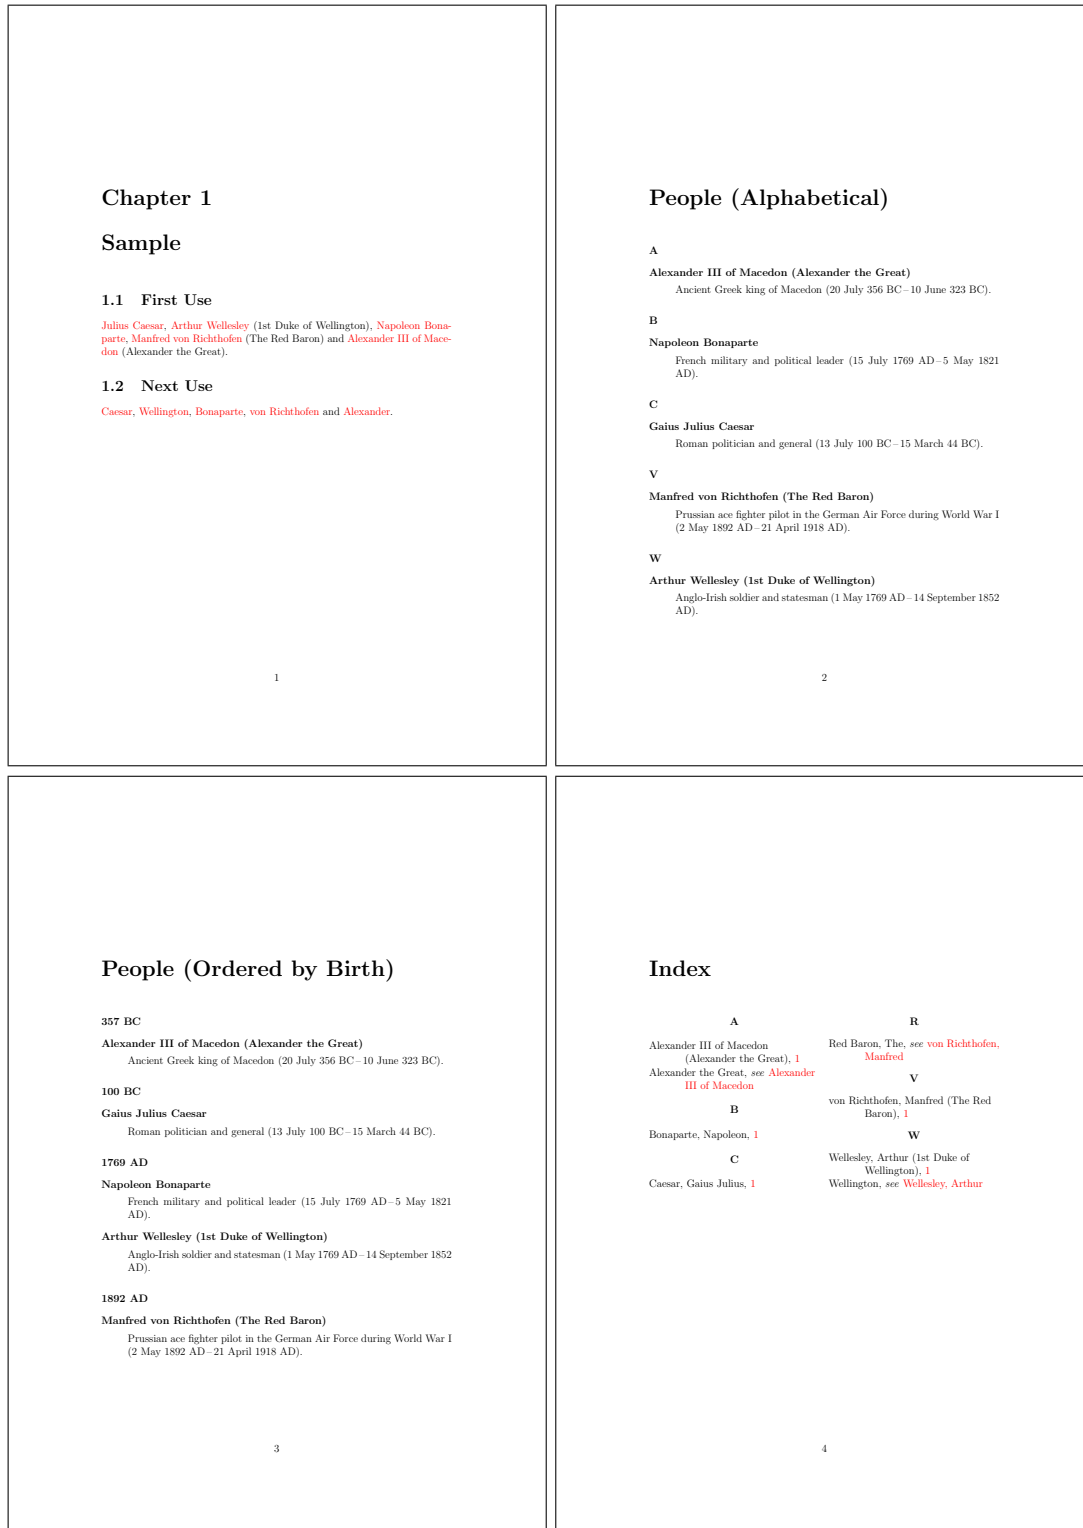 Chapter 1
Sample
1.1 First Use
Julius Caesar, Arthur Wellesley (1st Duke of Wellington), Napoleon Bona-
parte, Manfred von Richthofen (The Red Baron) and Alexander III of Mace-
don (Alexander the Great).
1.2 Next Use
Caesar, Wellington, Bonaparte, von Richthofen and Alexander.
1
People (Alphabetical)
A
Alexander III of Macedon (Alexander the Great)
Ancient Greek king of Macedon (20 July 356 BC – 10 June 323 BC).
B
Napoleon Bonaparte
French military and political leader (15 July 1769 AD – 5 May 1821
AD).
C
Gaius Julius Caesar
Roman politician and general (13 July 100 BC – 15 March 44 BC).
V
Manfred von Richthofen (The Red Baron)
Prussian ace fighter pilot in the German Air Force during World War I
(2 May 1892 AD – 21 April 1918 AD).
W
Arthur Wellesley (1st Duke of Wellington)
Anglo-Irish soldier and statesman (1 May 1769 AD – 14 September 1852
AD).
2
People (Ordered by Birth)
357 BC
Alexander III of Macedon (Alexander the Great)
Ancient Greek king of Macedon (20 July 356 BC – 10 June 323 BC).
100 BC
Gaius Julius Caesar
Roman politician and general (13 July 100 BC – 15 March 44 BC).
1769 AD
Napoleon Bonaparte
French military and political leader (15 July 1769 AD – 5 May 1821
AD).
Arthur Wellesley (1st Duke of Wellington)
Anglo-Irish soldier and statesman (1 May 1769 AD – 14 September 1852
AD).
1892 AD
Manfred von Richthofen (The Red Baron)
Prussian ace fighter pilot in the German Air Force during World War I
(2 May 1892 AD – 21 April 1918 AD).
3
Index
A
Alexander III of Macedon
(Alexander the Great), 1
Alexander the Great, see Alexander
III of Macedon
B
Bonaparte, Napoleon, 1
C
Caesar, Gaius Julius, 1
R
Red Baron, The, see von Richthofen,
Manfred
V
von Richthofen, Manfred (The Red
Baron), 1
W
Wellesley, Arthur (1st Duke of
Wellington), 1
Wellington, see Wellesley, Arthur
4